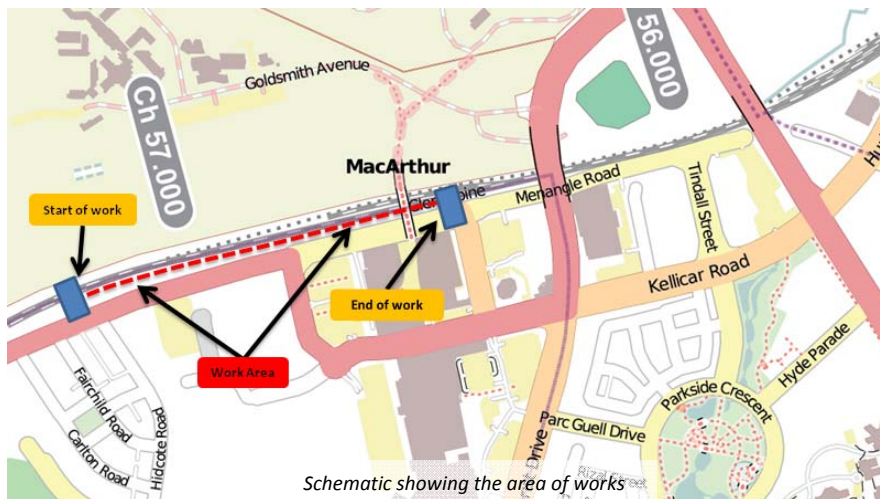 Goldsmith Avenue
Ch 57.000
56.000
MacArthur
Start of work
Menangle Road
Tindall Street
End of work
Kellicar Road
Work Area
Fairchild Road
Hidcote Road
Carlton Road
Hyde Parade
Parkside Crescent
Parc Guell Drive
Rizal Street
Drive
Schematic showing the area of works